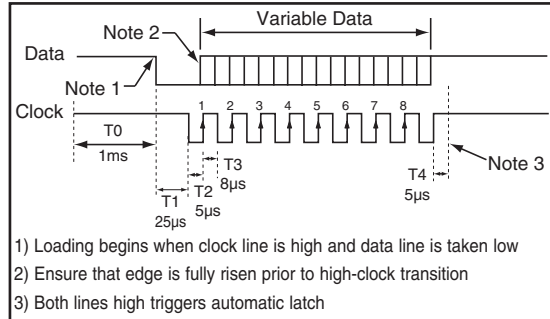 Variable Data
Note 2
Data
Note 1
Clock
1 2 3 4 5 6 7 8
T0
1ms
T3
8µs
Note 3
T2
5µs
T4
5µs
T1
25µs
1) Loading begins when clock line is high and data line is taken low
2) Ensure that edge is fully risen prior to high-clock transition
3) Both lines high triggers automatic latch